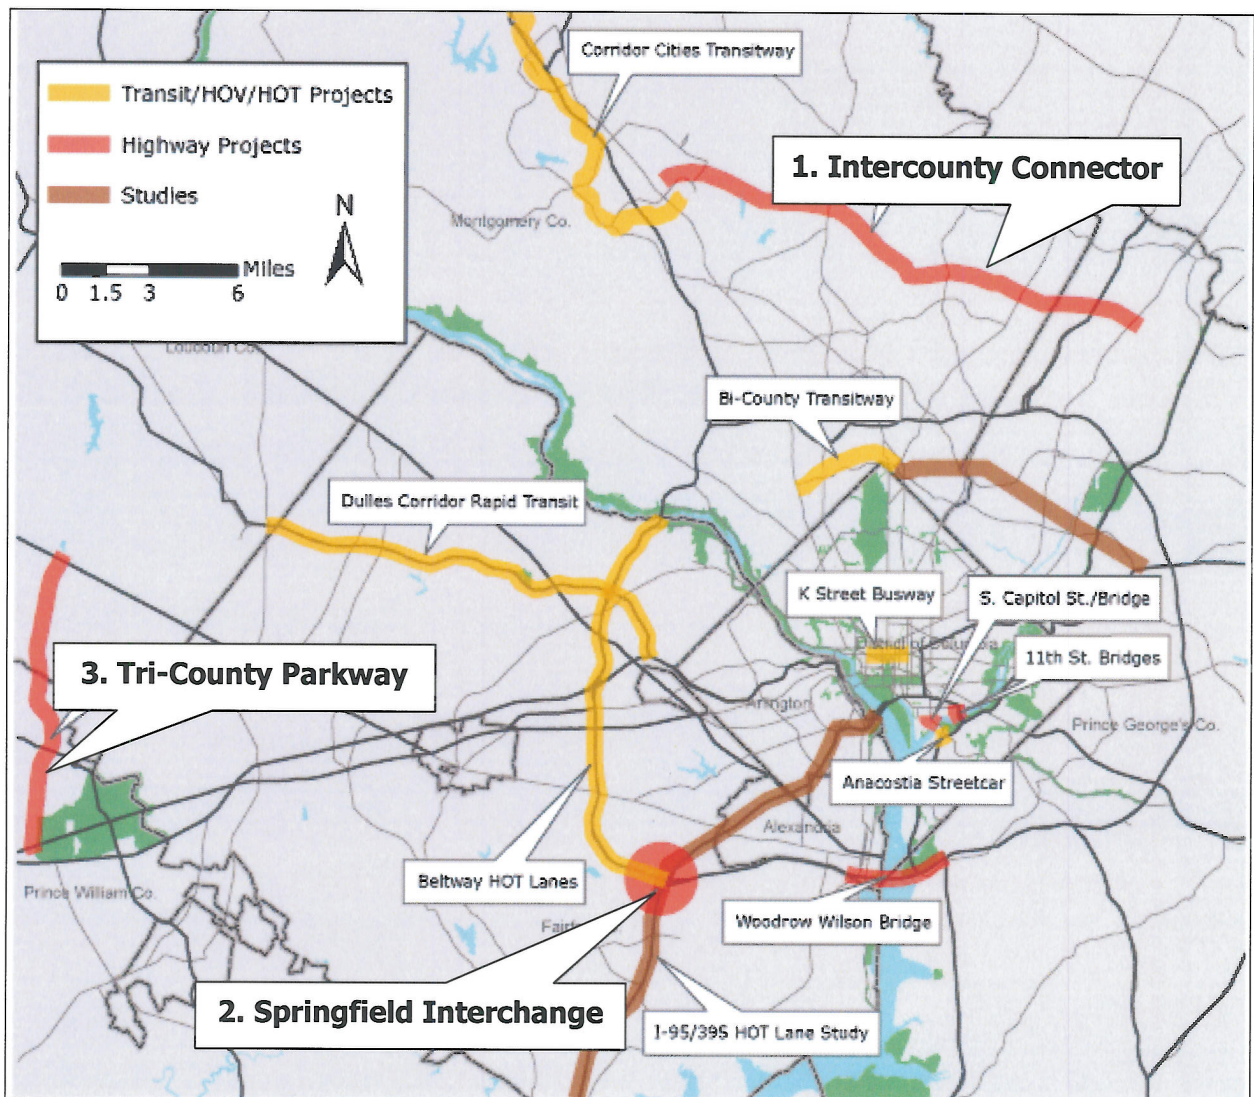 Corridor Cities Transitway
Transit/HOV/HOT Projects
Highway Projects
Studies
N
Miles
0 1.5 3 6
1. Intercounty Connector
Montgomery Co.
Loudoun Co.
Bi-County Transitway
Dulles Corridor Rapid Transit
K Street Busway
S. Capitol St./Bridge
District of Columbia
11th St. Bridges
3. Tri-County Parkway
Arlington
Prince George's Co.
Anacostia Streetcar
Alexandria
Beltway HOT Lanes
Prince William Co.
Woodrow Wilson Bridge
2. Springfield Interchange
I-95/395 HOT Lane Study